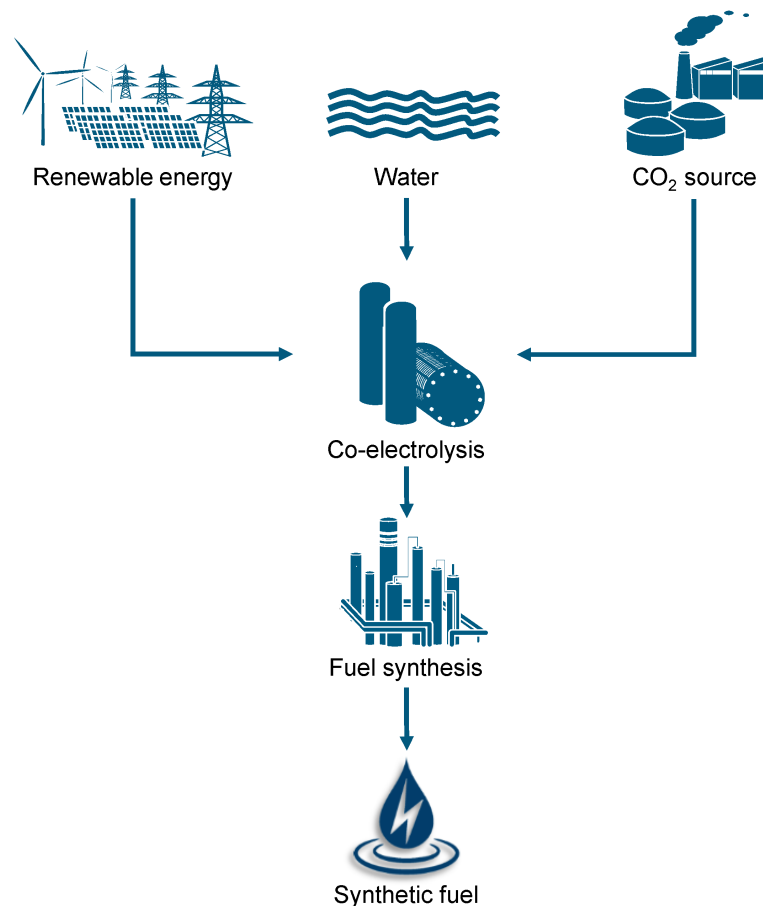 Renewable energy
Water
CO₂ source
Co-electrolysis
Fuel synthesis
Synthetic fuel